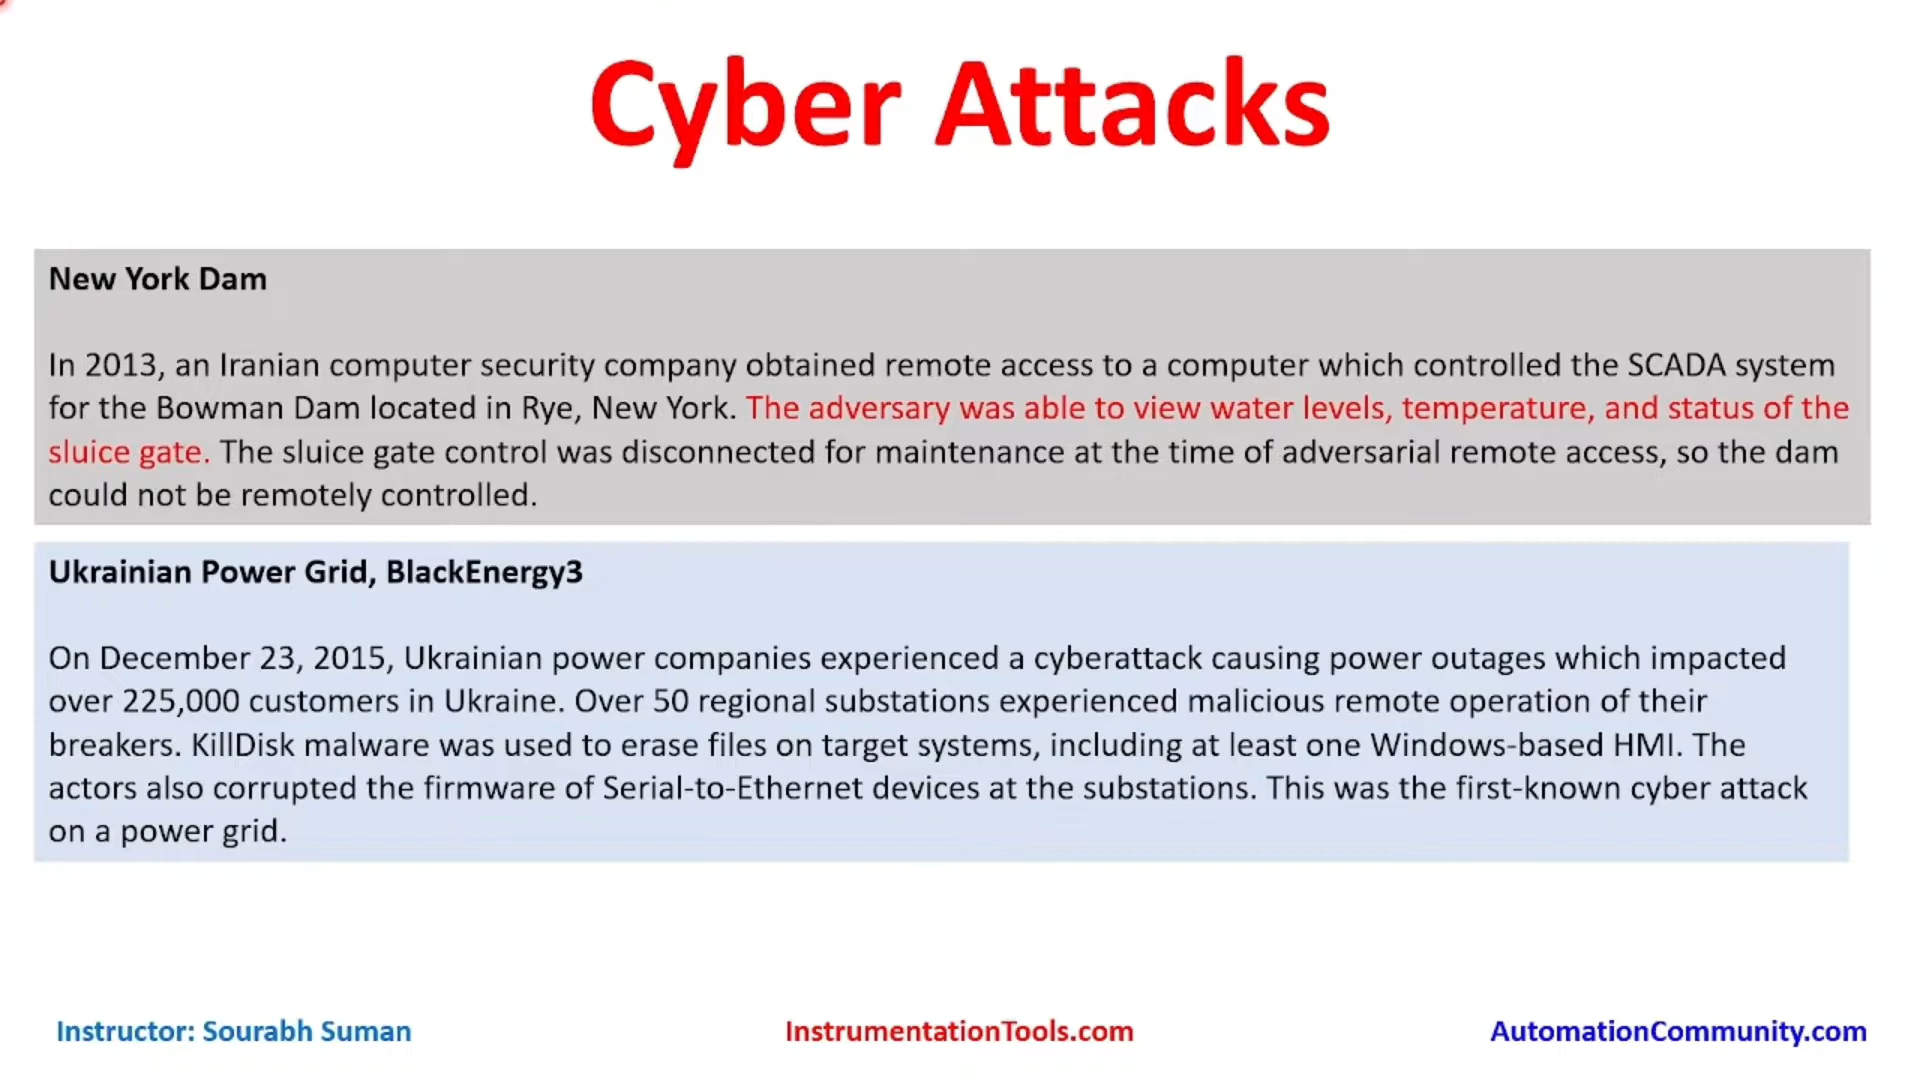 Cyber Attacks
New York Dam
In 2013, an Iranian computer security company obtained remote access to a computer which controlled the SCADA system
for the Bowman Dam located in Rye, New York. The adversary was able to view water levels, temperature, and status of the
sluice gate. The sluice gate control was disconnected for maintenance at the time of adversarial remote access, so the dam
could not be remotely controlled.
Ukrainian Power Grid, BlackEnergy3
On December 23, 2015, Ukrainian power companies experienced a cyberattack causing power outages which impacted
over 225,000 customers in Ukraine. Over 50 regional substations experienced malicious remote operation of their
breakers. KillDisk malware was used to erase files on target systems, including at least one Windows-based HMI. The
actors also corrupted the firmware of Serial-to-Ethernet devices at the substations. This was the first-known cyber attack
on a power grid.
Instructor: Sourabh Suman
InstrumentationTools.com
AutomationCommunity.com